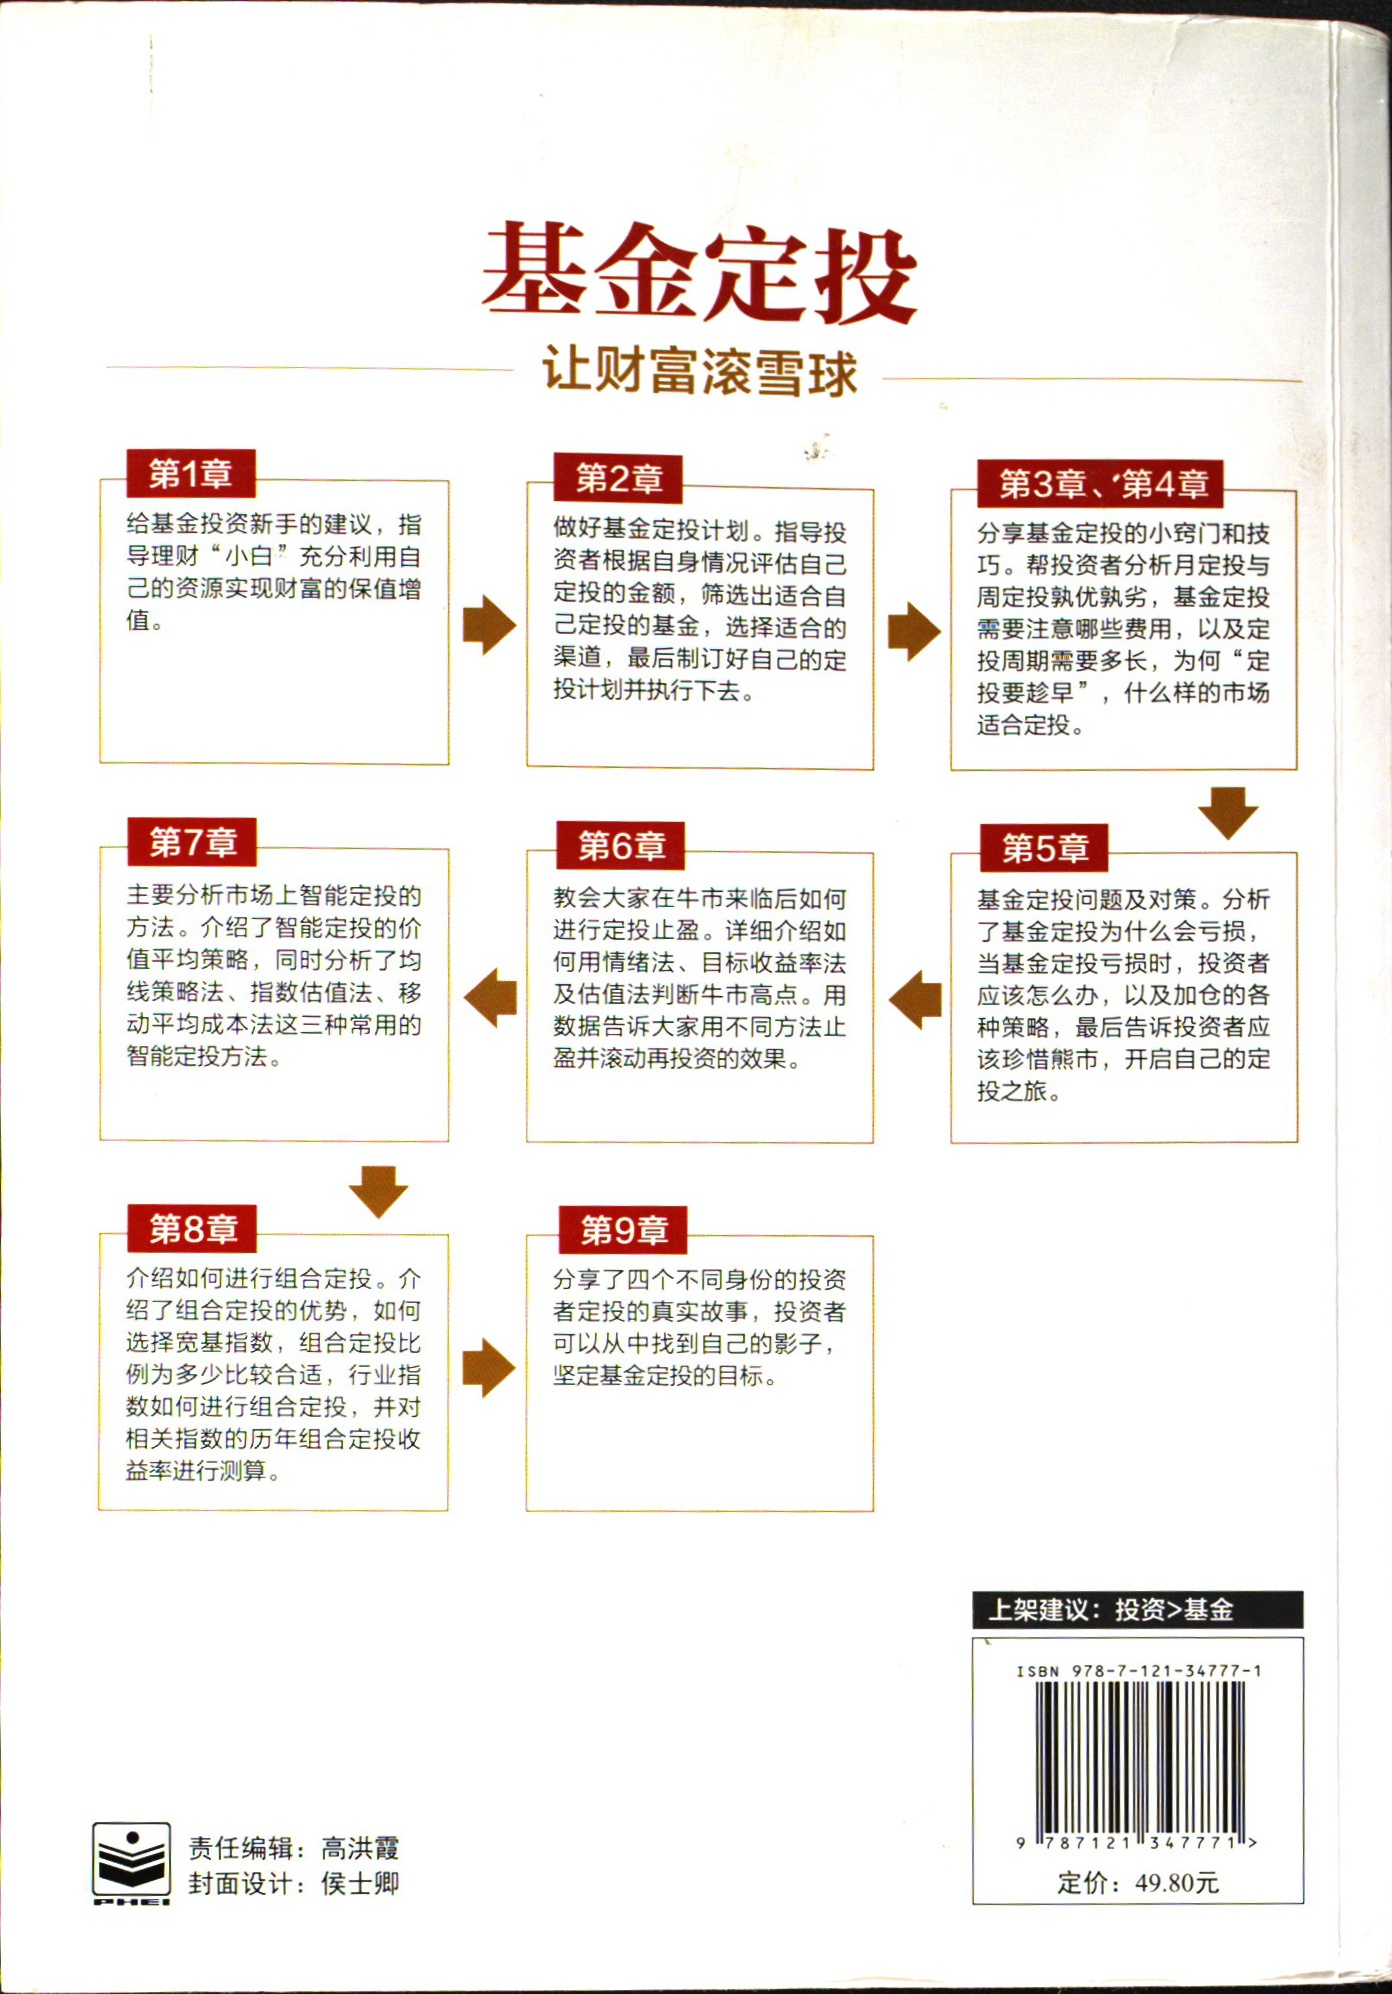 基金定投
让财富滚雪球
第1章
给基金投资新手的建议，指
导理财“小白”充分利用自
己的资源实现财富的保值增
值。
第2章
做好基金定投计划。指导投
资者根据自身情况评估自己
定投的金额，筛选出适合自
己定投的基金，选择适合的
渠道，最后制订好自己的定
投计划并执行下去。
第3章、第4章
分享基金定投的小窍门和技
巧。帮投资者分析月定投与
周定投孰优孰劣，基金定投
需要注意哪些费用，以及定
投周期需要多长，为何“定
投要趁早”，什么样的市场
适合定投。
第5章
基金定投问题及对策。分析
了基金定投为什么会亏损，
当基金定投亏损时，投资者
应该怎么办，以及加仓的各
种策略，最后告诉投资者应
该珍惜熊市，开启自己的定
投之旅。
第6章
教会大家在牛市来临后如何
进行定投止盈。详细介绍如
何用情绪法、目标收益率法
及估值法判断牛市高点。用
数据告诉大家用不同方法止
盈并滚动再投资的效果。
第7章
主要分析市场上智能定投的
方法。介绍了智能定投的价
值平均策略，同时分析了均
线策略法、指数估值法、移
动平均成本法这三种常用的
智能定投方法。
第8章
介绍如何进行组合定投。介
绍了组合定投的优势，如何
选择宽基指数，组合定投比
例为多少比较合适，行业指
数如何进行组合定投，并对
相关指数的历年组合定投收
益率进行测算。
第9章
分享了四个不同身份的投资
者定投的真实故事，投资者
可以从中找到自己的影子，
坚定基金定投的目标。
上架建议：投资>基金
ISBN 978-7-121-34777-1
9 787121 347771 >
定价：49.80元
PHEI
责任编辑：高洪霞
封面设计：侯士卿